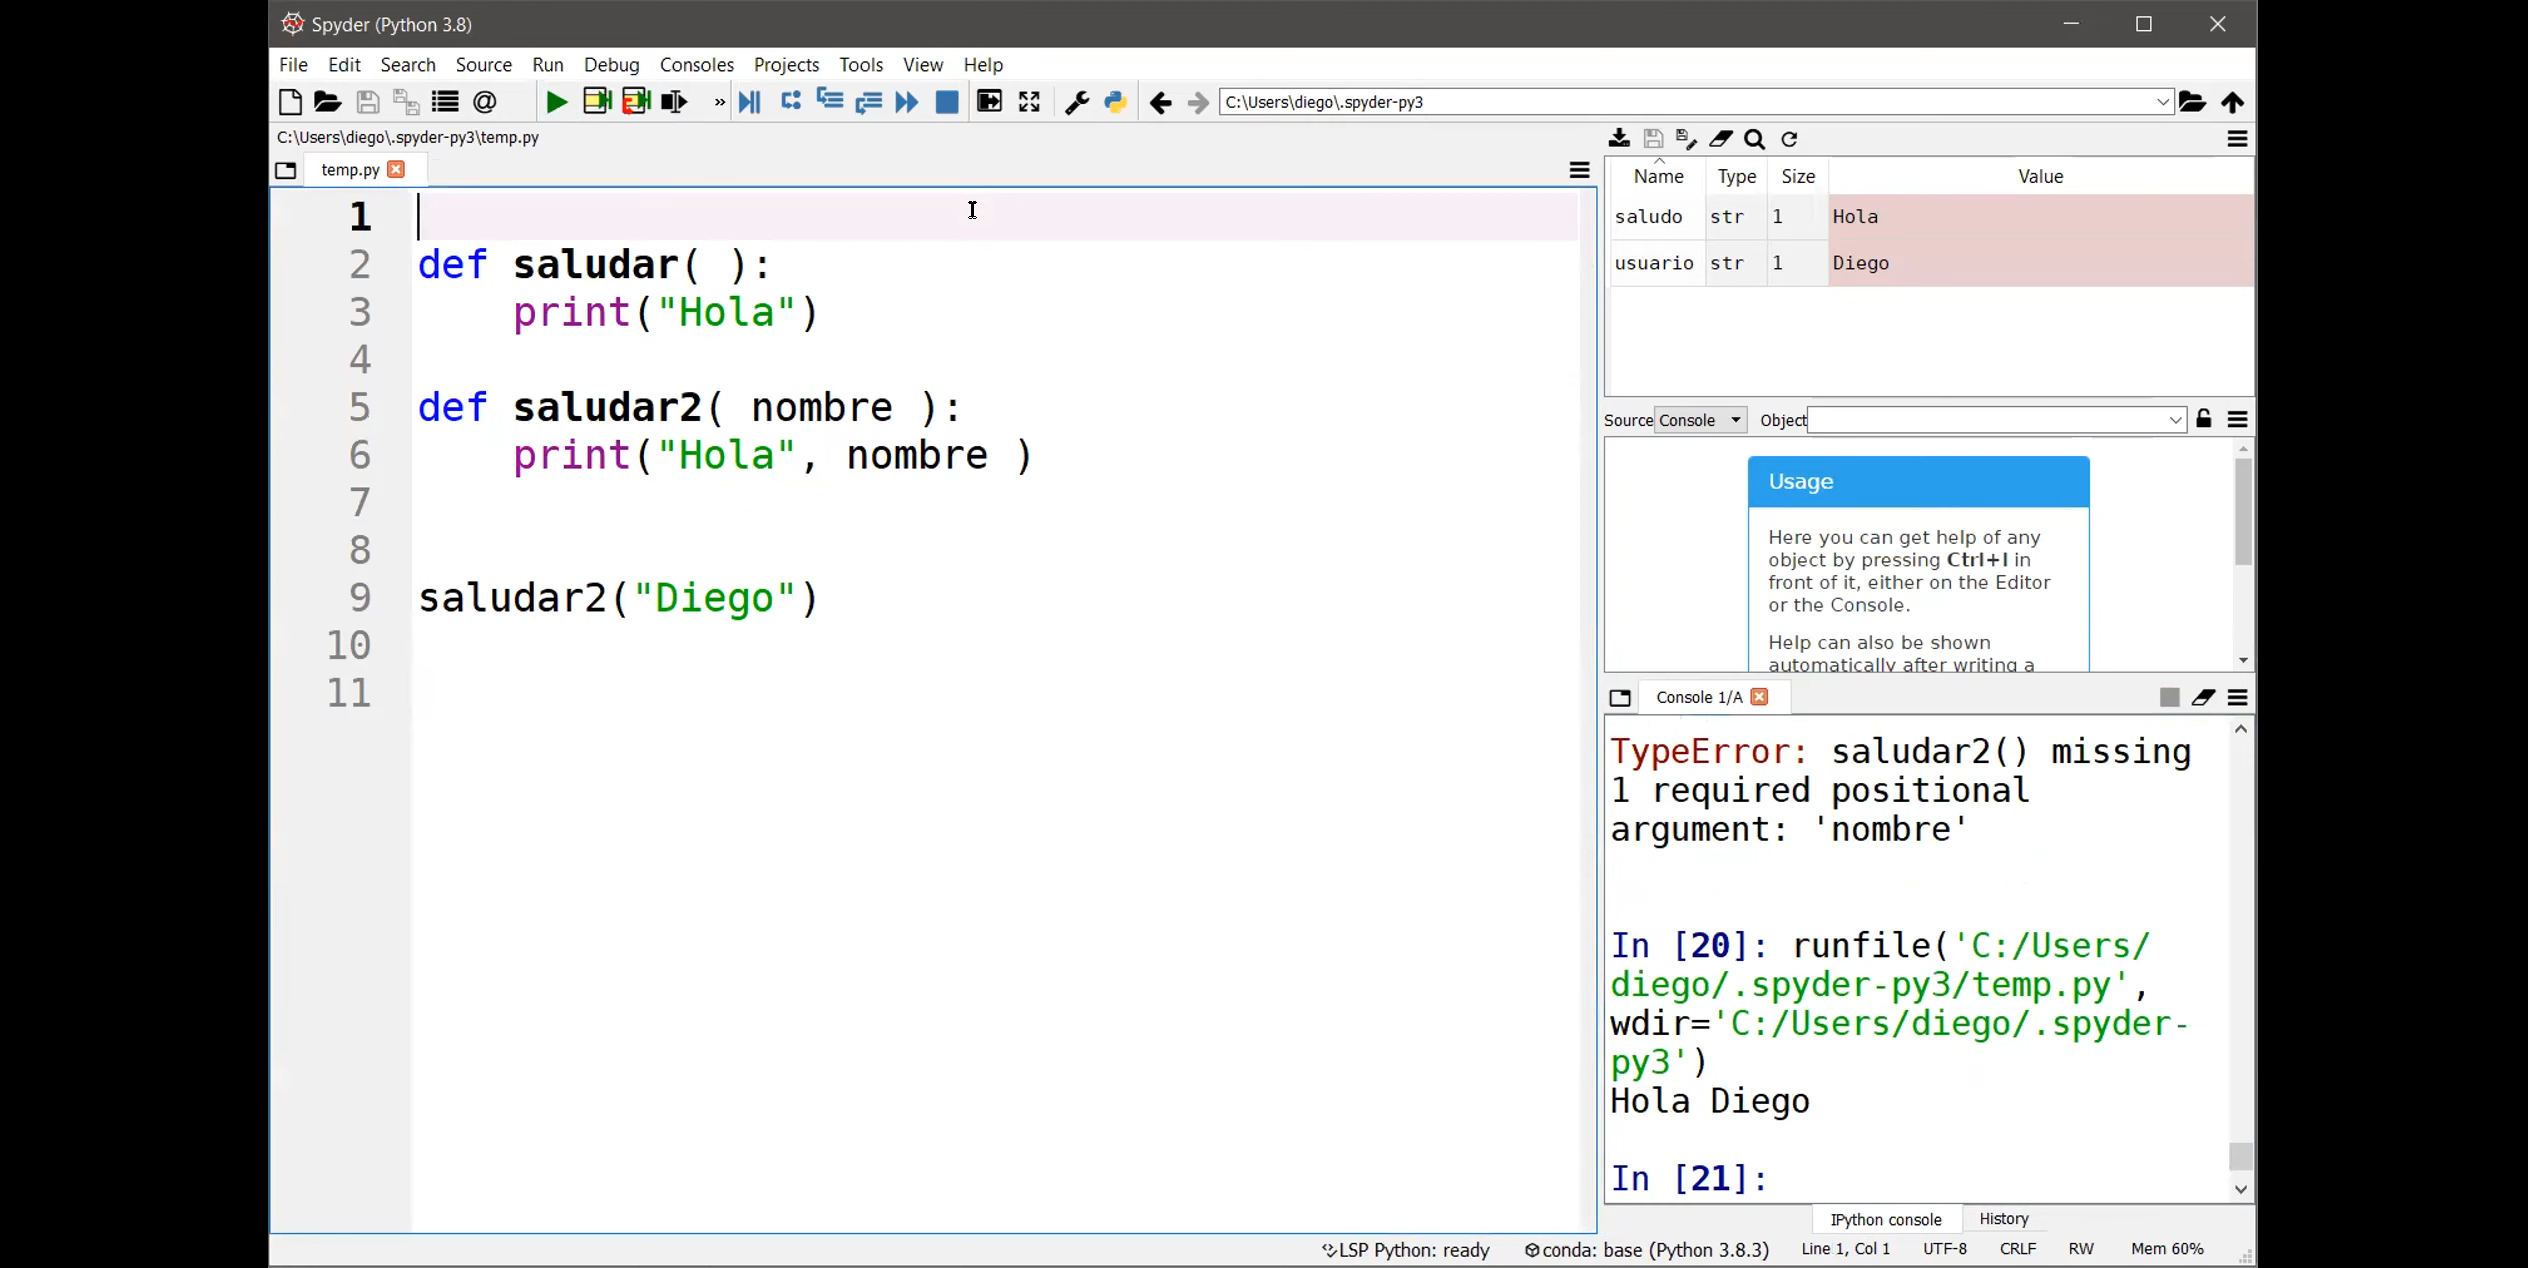 Spyder (Python 3.8)
File Edit Search Source Run Debug Consoles Projects Tools View Help
C:\Users\diego\.spyder-py3
C:\Users\diego\.spyder-py3\temp.py
temp.py
1
2 def saludar( ):
3     print("Hola")
4
5 def saludar2( nombre ):
6     print("Hola", nombre )
7
8
9 saludar2("Diego")
10
11
Name Type Size Value
saludo str 1 Hola
usuario str 1 Diego
Source Console Object
Usage
Here you can get help of any
object by pressing Ctrl+I in
front of it, either on the Editor
or the Console.
Help can also be shown
automatically after writing a
Console 1/A
TypeError: saludar2() missing
1 required positional
argument: 'nombre'
In [20]: runfile('C:/Users/
diego/.spyder-py3/temp.py',
wdir='C:/Users/diego/.spyder-
py3')
Hola Diego
In [21]:
IPython console History
LSP Python: ready conda: base (Python 3.8.3) Line 1, Col 1 UTF-8 CRLF RW Mem 60%